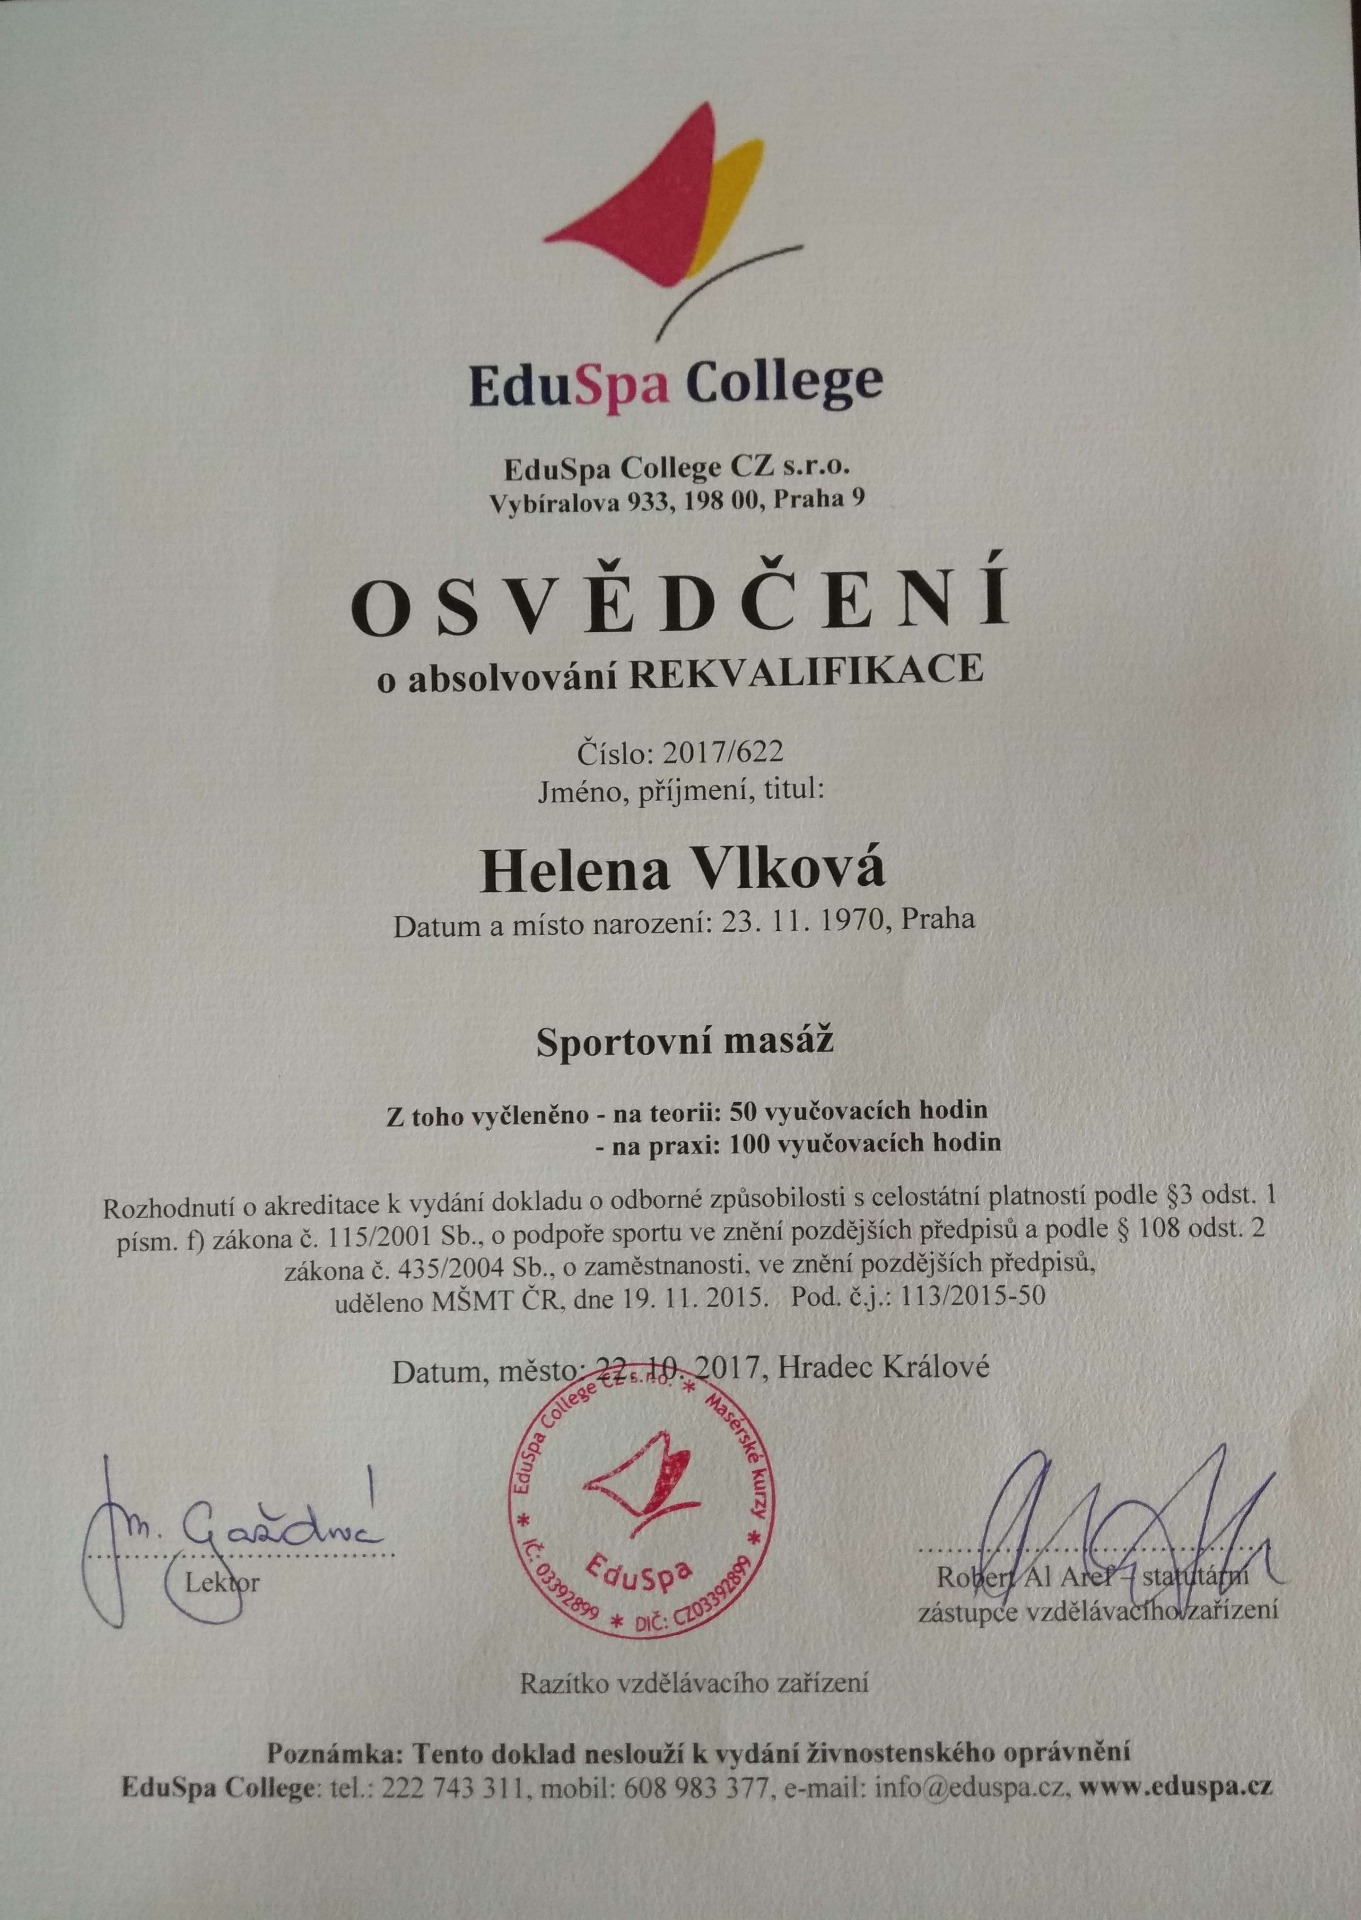 EduSpa College
EduSpa College CZ s.r.o.
Vybíralova 933, 198 00, Praha 9
OSVĚDČENÍ
o absolvování REKVALIFIKACE
Číslo: 2017/622
Jméno, příjmení, titul:
Helena Vlková
Datum a místo narození: 23. 11. 1970, Praha
Sportovní masáž
Z toho vyčleněno - na teorii: 50 vyučovacích hodin
- na praxi: 100 vyučovacích hodin
Rozhodnutí o akreditace k vydání dokladu o odborné způsobilosti s celostátní platností podle §3 odst. 1
písm. f) zákona č. 115/2001 Sb., o podpoře sportu ve znění pozdějších předpisů a podle § 108 odst. 2
zákona č. 435/2004 Sb., o zaměstnanosti, ve znění pozdějších předpisů,
uděleno MŠMT ČR, dne 19. 11. 2015. Pod. č.j.: 113/2015-50
Datum, město: 22. 10. 2017, Hradec Králové
EduSpa College CZ s.r.o. * Masérské kurzy *
EduSpa
* IČ: 03392899 * DIČ: CZ03392899
Lektor
Robert Al Aref – statutární
zástupce vzdělávacího zařízení
Razítko vzdělávacího zařízení
Poznámka: Tento doklad neslouží k vydání živnostenského oprávnění
EduSpa College: tel.: 222 743 311, mobil: 608 983 377, e-mail: info@eduspa.cz, www.eduspa.cz